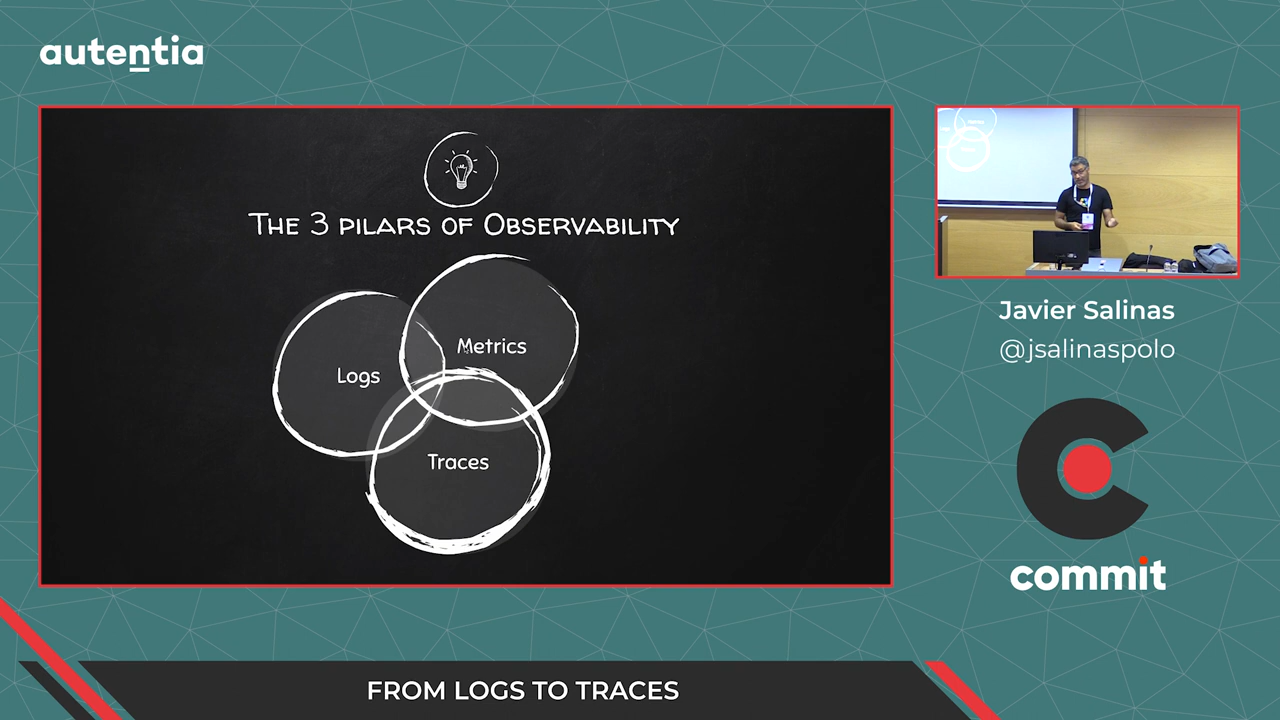 autentia
THE 3 PILARS OF OBSERVABILITY
Metrics
Logs
Traces
Javier Salinas
@jsalinaspolo
commit
FROM LOGS TO TRACES